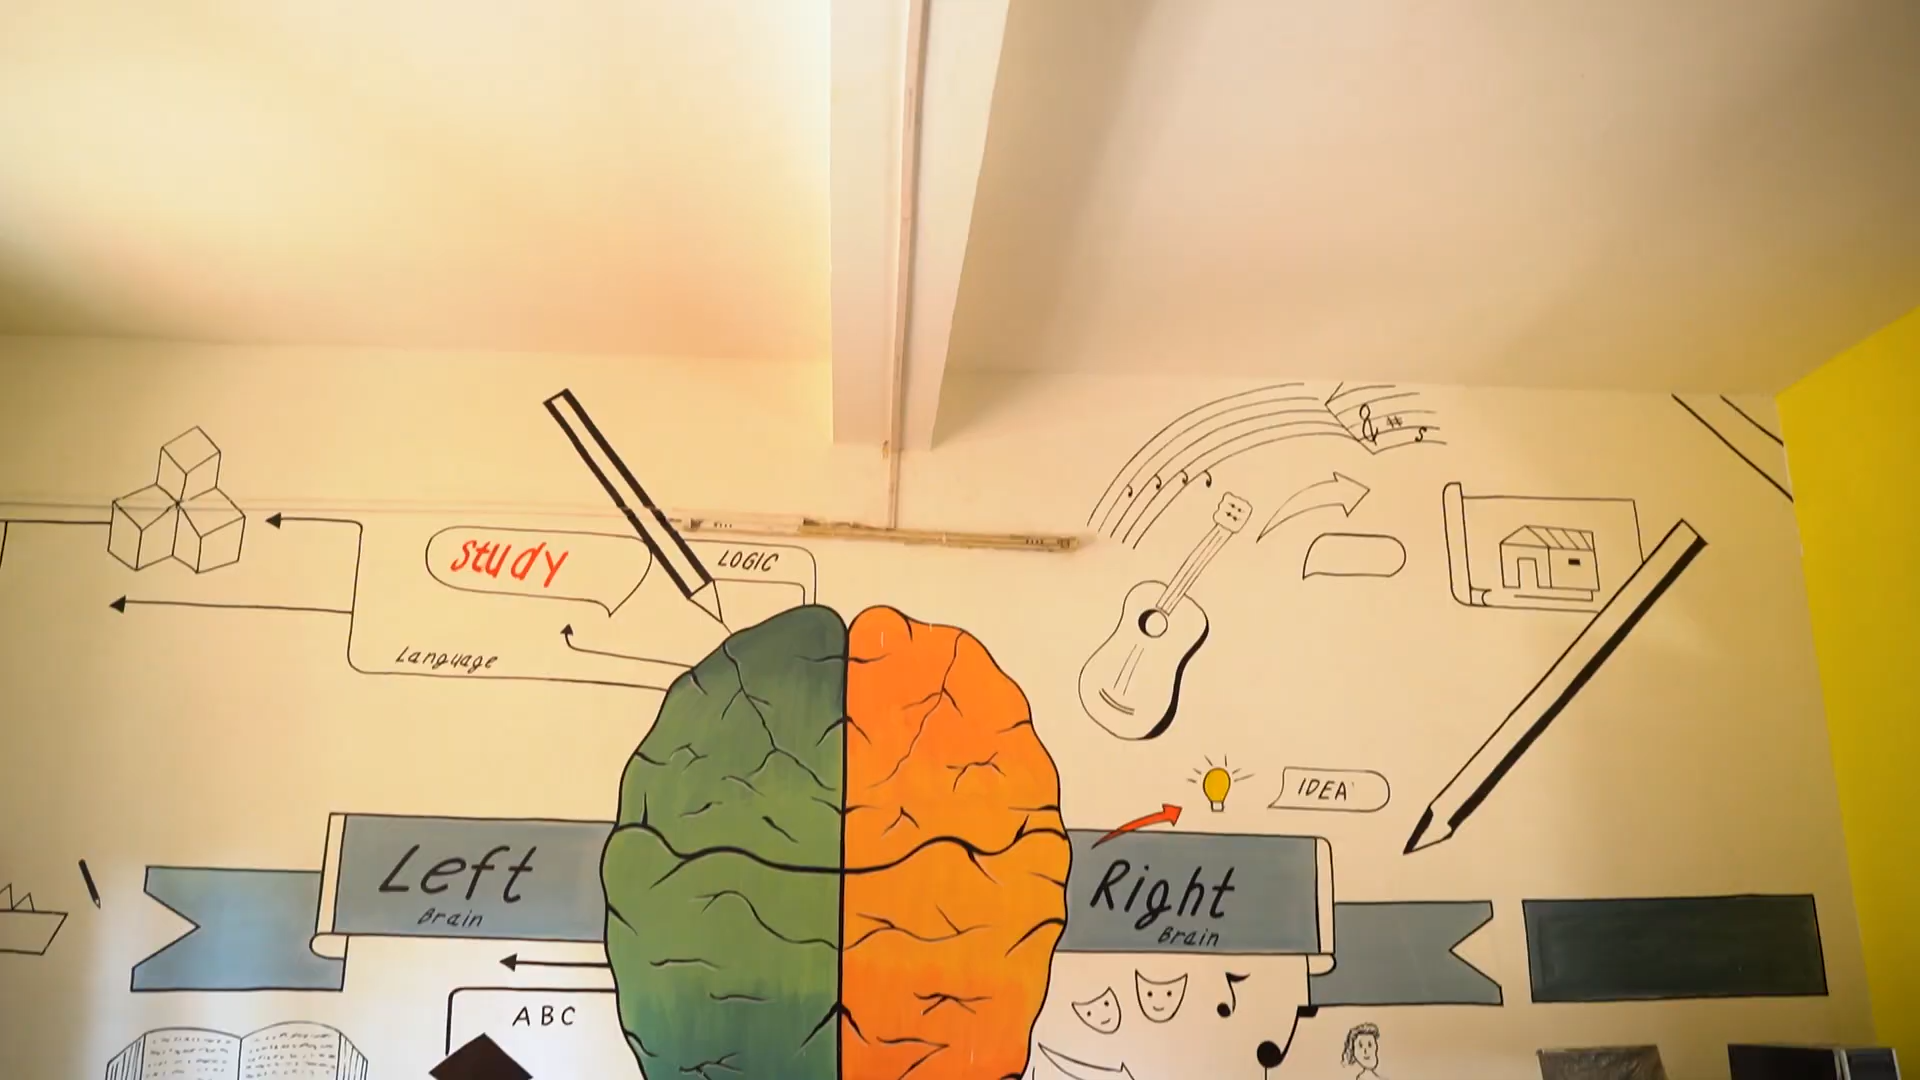 study
LOGIC
Language
IDEA
Left
Brain
Right
Brain
ABC